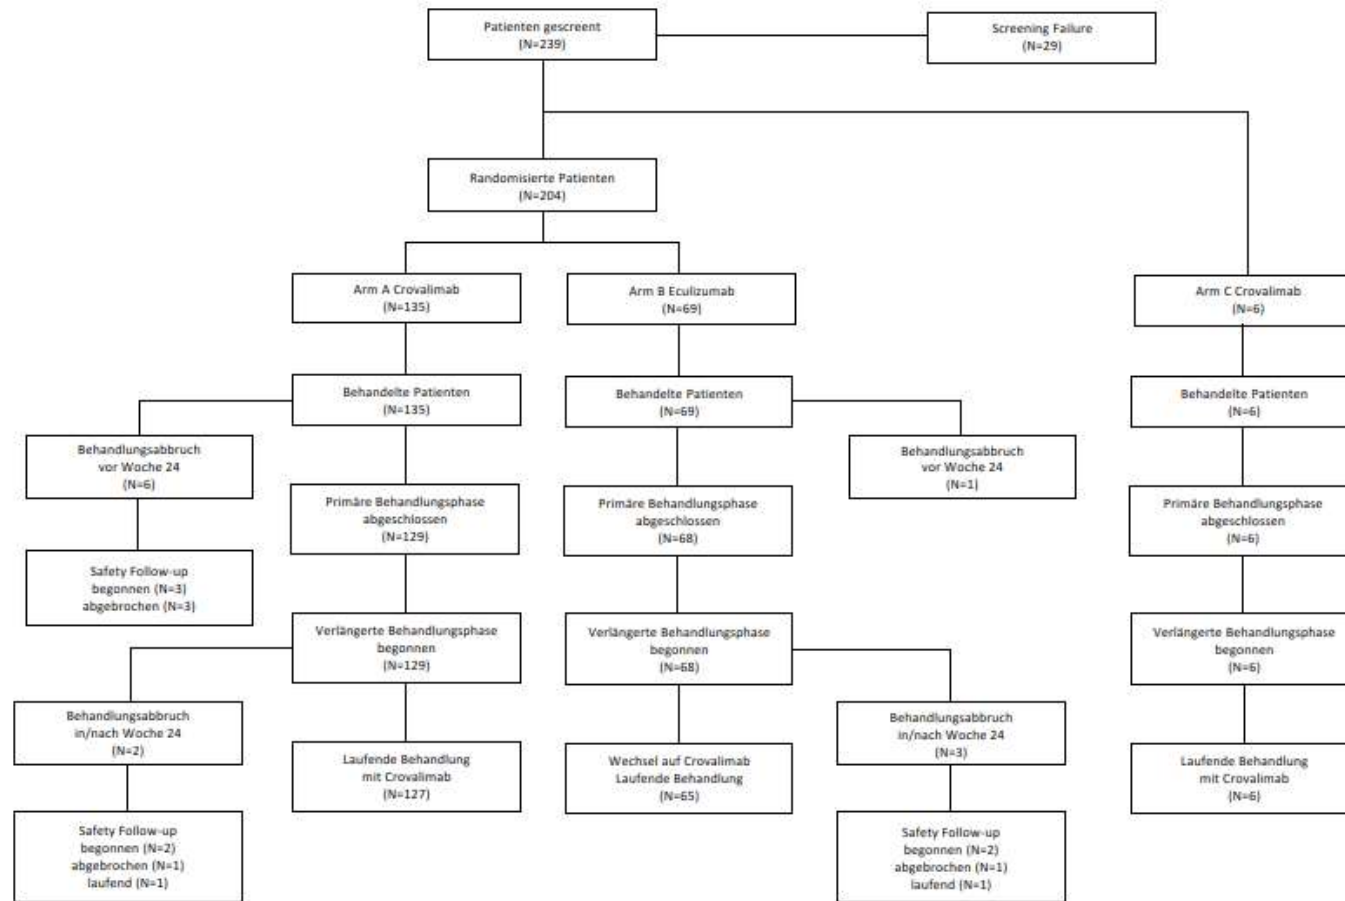 Patienten gescreent
(N=239)
Screening Failure
(N=29)
Randomisierte Patienten
(N=204)
Arm A Crovalimab
(N=135)
Arm B Eculizumab
(N=69)
Arm C Crovalimab
(N=6)
Behandelte Patienten
(N=135)
Behandelte Patienten
(N=69)
Behandelte Patienten
(N=6)
Behandlungsabbruch
vor Woche 24
(N=6)
Behandlungsabbruch
vor Woche 24
(N=1)
Primäre Behandlungsphase
abgeschlossen
(N=129)
Primäre Behandlungsphase
abgeschlossen
(N=68)
Primäre Behandlungsphase
abgeschlossen
(N=6)
Safety Follow-up
begonnen (N=3)
abgebrochen (N=3)
Verlängerte Behandlungsphase
begonnen
(N=129)
Verlängerte Behandlungsphase
begonnen
(N=68)
Verlängerte Behandlungsphase
begonnen
(N=6)
Behandlungsabbruch
in/nach Woche 24
(N=2)
Laufende Behandlung
mit Crovalimab
(N=127)
Wechsel auf Crovalimab
Laufende Behandlung
(N=65)
Behandlungsabbruch
in/nach Woche 24
(N=3)
Laufende Behandlung
mit Crovalimab
(N=6)
Safety Follow-up
begonnen (N=2)
abgebrochen (N=1)
laufend (N=1)
Safety Follow-up
begonnen (N=2)
abgebrochen (N=1)
laufend (N=1)